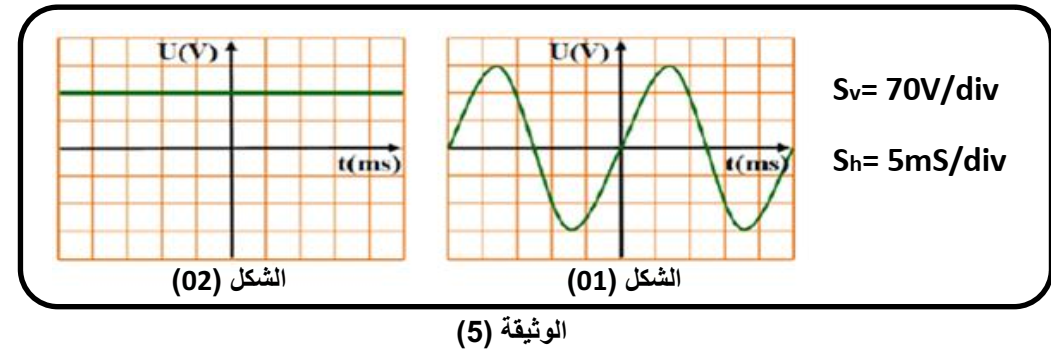 U(V)
t(ms)
الشكل (02)
U(V)
t(ms)
الشكل (01)
Sv= 70V/div
Sh= 5mS/div
الوثيقة (5)